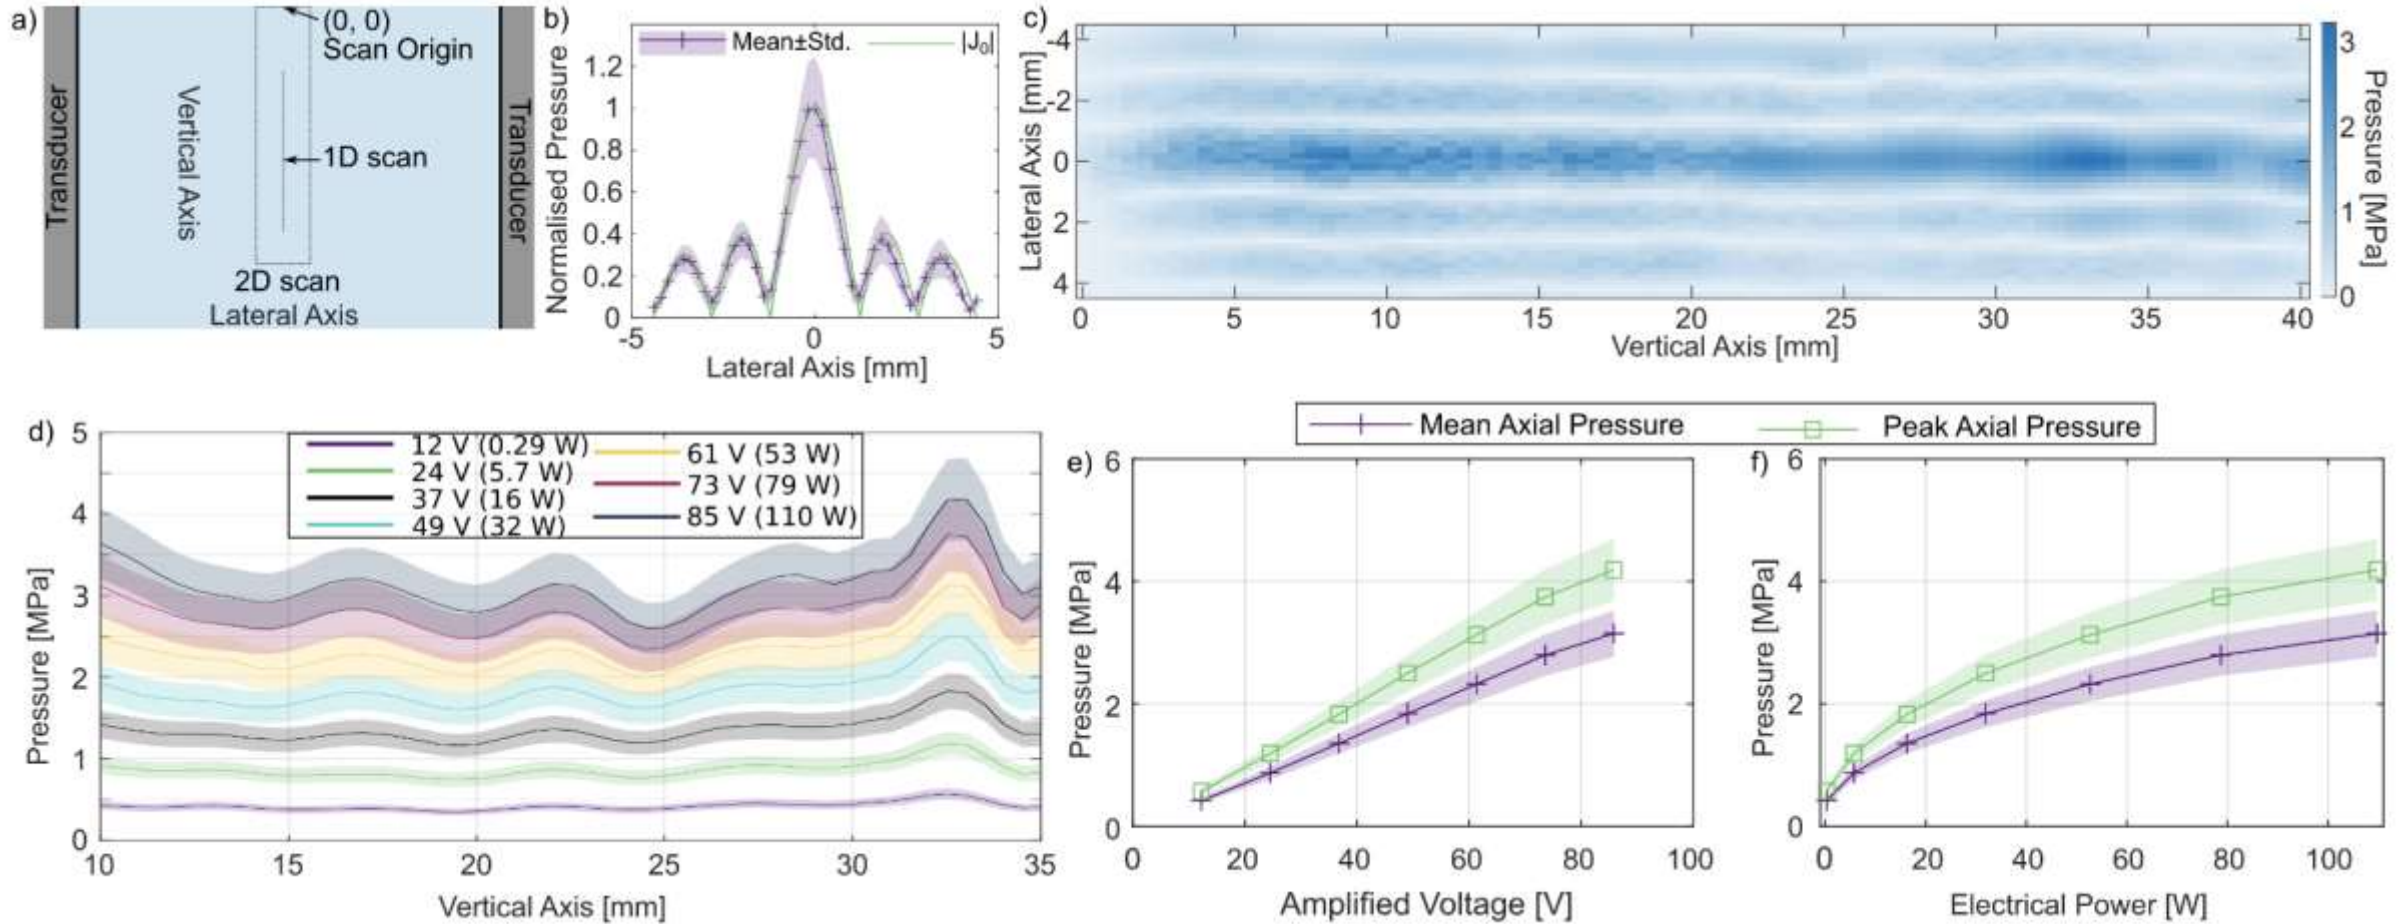 a)
(0, 0)
Scan Origin
Transducer
Vertical Axis
1D scan
Transducer
2D scan
Lateral Axis
b)
Mean±Std.
|J₀|
Normalised Pressure
1.2
1
0.8
0.6
0.4
0.2
0
-5
0
5
Lateral Axis [mm]
c)
Lateral Axis [mm]
-4
-2
0
2
4
0
5
10
15
20
25
30
35
40
Vertical Axis [mm]
3
2
1
0
Pressure [MPa]
d)
12 V (0.29 W)
24 V (5.7 W)
37 V (16 W)
49 V (32 W)
61 V (53 W)
73 V (79 W)
85 V (110 W)
Pressure [MPa]
5
4
3
2
1
0
10
15
20
25
30
35
Vertical Axis [mm]
Mean Axial Pressure
Peak Axial Pressure
e)
Pressure [MPa]
6
4
2
0
0
20
40
60
80
100
Amplified Voltage [V]
f)
Pressure [MPa]
6
4
2
0
0
20
40
60
80
100
Electrical Power [W]